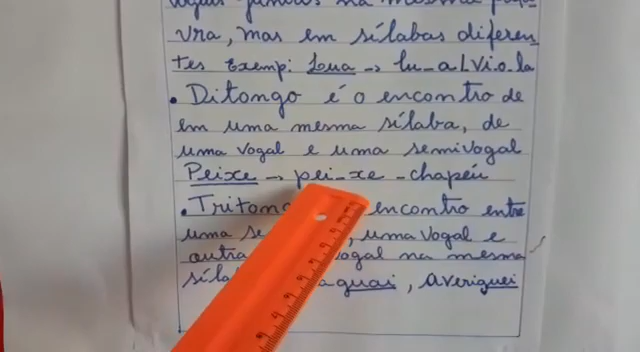 vogais juntas na mesma pala-
vra, mas em sílabas diferen-
tes Exemp: Lua -> lu-a | Vi.o.la
. Ditongo é o encontro de
em uma mesma sílaba, de
uma vogal e uma semivogal
Peixe -> pei-xe - chapéu
. Triton encontro entre
uma se , uma vogal e
outra vogal na mesma
síla guai, averiguei